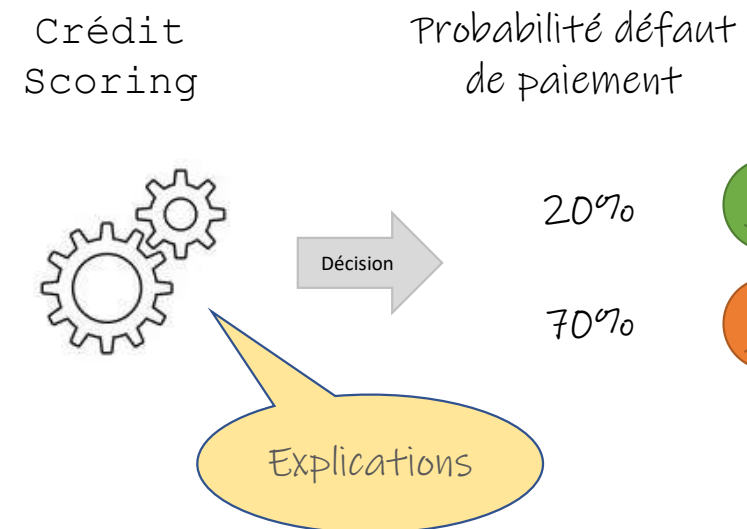 Crédit
Scoring
Probabilité défaut
de paiement
20%
Décision
70%
Explications